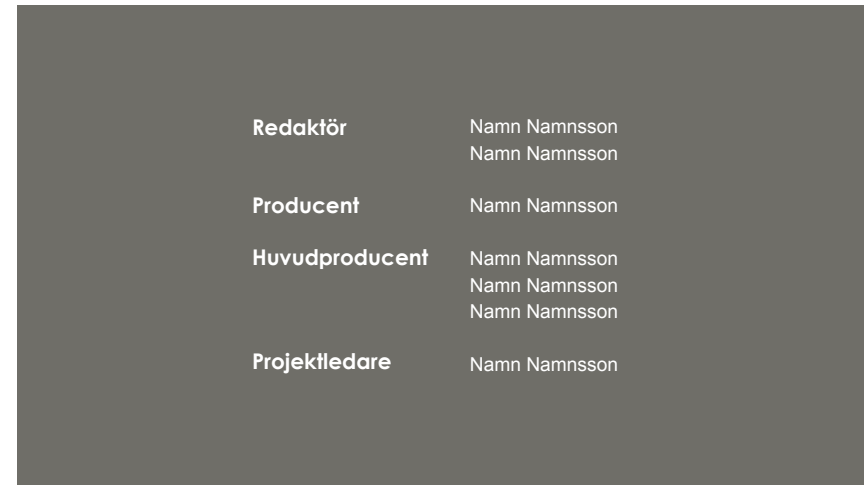 Redaktör Namn Namnsson
Namn Namnsson
Producent Namn Namnsson
Huvudproducent Namn Namnsson
Namn Namnsson
Namn Namnsson
Projektledare Namn Namnsson